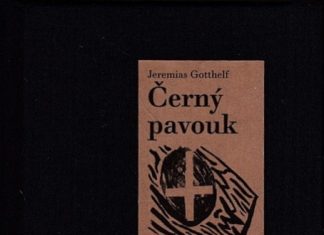 Jeremias Gotthelf
Černý
pavouk